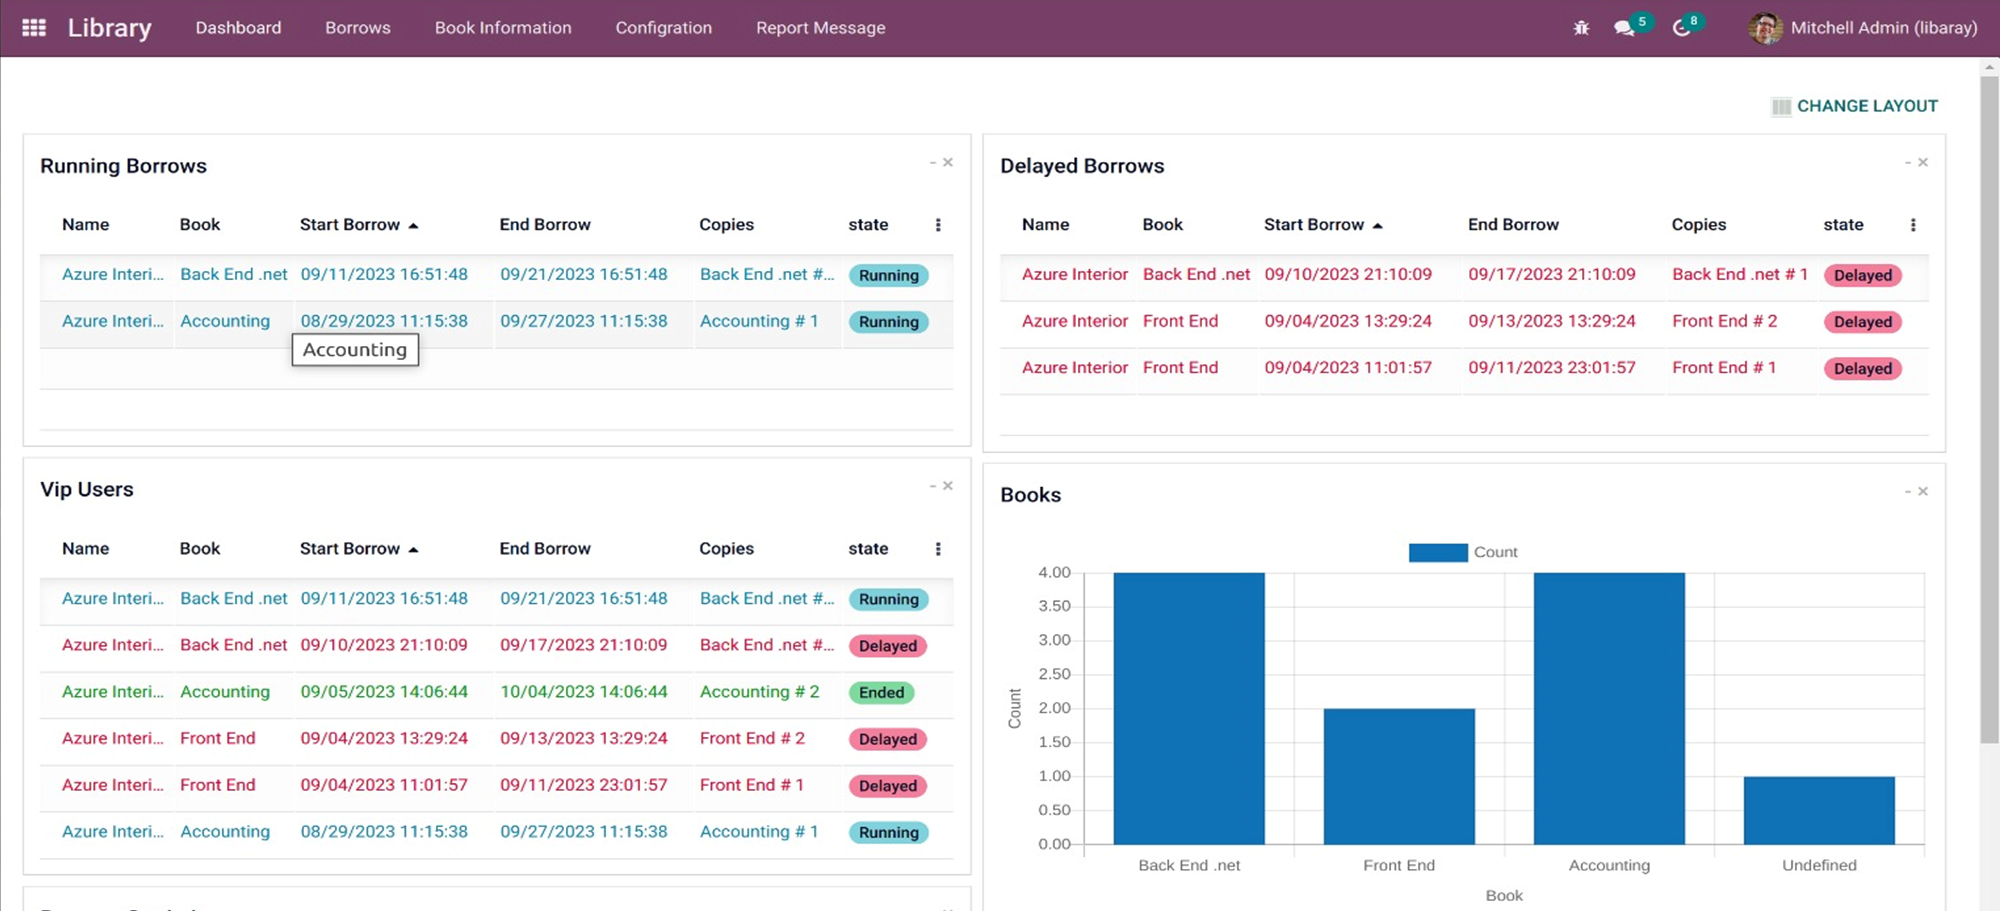 Library Dashboard Borrows Book Information Configration Report Message 5 8 Mitchell Admin (libaray)
CHANGE LAYOUT
Running Borrows
Name Book Start Borrow End Borrow Copies state
Azure Interi... Back End .net 09/11/2023 16:51:48 09/21/2023 16:51:48 Back End .net #... Running
Azure Interi... Accounting 08/29/2023 11:15:38 09/27/2023 11:15:38 Accounting # 1 Running
Accounting
Delayed Borrows
Name Book Start Borrow End Borrow Copies state
Azure Interior Back End .net 09/10/2023 21:10:09 09/17/2023 21:10:09 Back End .net # 1 Delayed
Azure Interior Front End 09/04/2023 13:29:24 09/13/2023 13:29:24 Front End # 2 Delayed
Azure Interior Front End 09/04/2023 11:01:57 09/11/2023 23:01:57 Front End # 1 Delayed
Vip Users
Name Book Start Borrow End Borrow Copies state
Azure Interi... Back End .net 09/11/2023 16:51:48 09/21/2023 16:51:48 Back End .net #... Running
Azure Interi... Back End .net 09/10/2023 21:10:09 09/17/2023 21:10:09 Back End .net #... Delayed
Azure Interi... Accounting 09/05/2023 14:06:44 10/04/2023 14:06:44 Accounting # 2 Ended
Azure Interi... Front End 09/04/2023 13:29:24 09/13/2023 13:29:24 Front End # 2 Delayed
Azure Interi... Front End 09/04/2023 11:01:57 09/11/2023 23:01:57 Front End # 1 Delayed
Azure Interi... Accounting 08/29/2023 11:15:38 09/27/2023 11:15:38 Accounting # 1 Running
Books
Count
4.00
3.50
3.00
2.50
2.00
1.50
1.00
0.50
0.00
Count
Back End .net Front End Accounting Undefined
Book